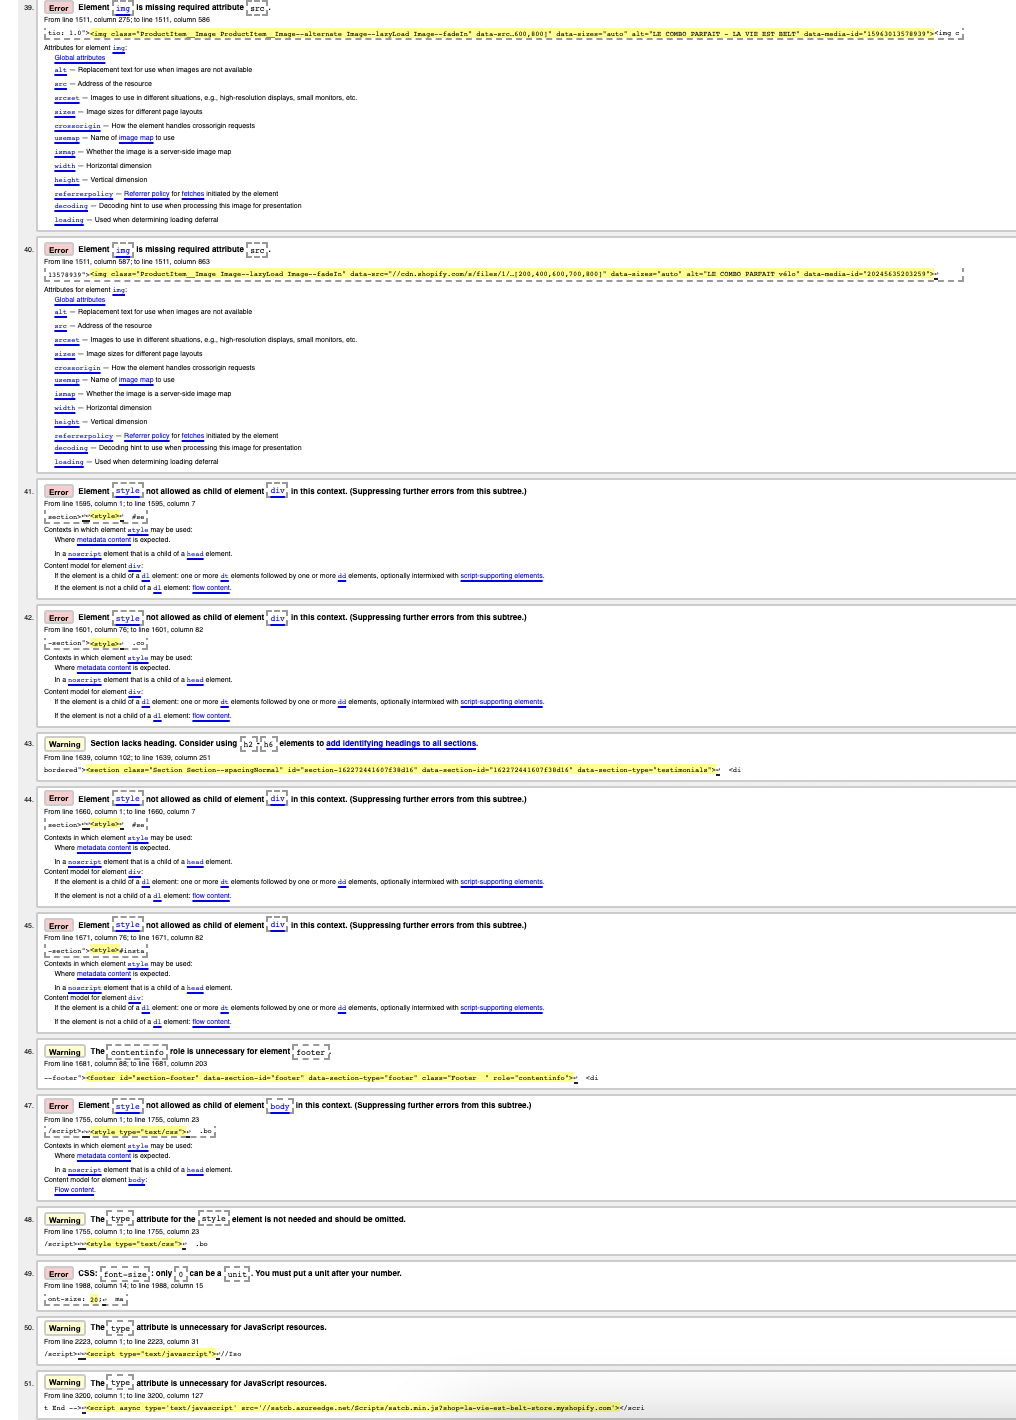 39. Error Element img is missing required attribute src.
From line 1511, column 275; to line 1511, column 586
tio: 1.0"><img class="ProductItem__Image ProductItem__Image--alternate Image--lazyLoad Image--fadeIn" data-src…600,800]" data-sizes="auto" alt="LE COMBO PARFAIT - LA VIE EST BELT" data-media-id="15963013578939"><img c
Attributes for element img:
Global attributes
alt — Replacement text for use when images are not available
src — Address of the resource
srcset — Images to use in different situations, e.g., high-resolution displays, small monitors, etc.
sizes — Image sizes for different page layouts
crossorigin — How the element handles crossorigin requests
usemap — Name of image map to use
ismap — Whether the image is a server-side image map
width — Horizontal dimension
height — Vertical dimension
referrerpolicy — Referrer policy for fetches initiated by the element
decoding — Decoding hint to use when processing this image for presentation
loading — Used when determining loading deferral
40. Error Element img is missing required attribute src.
From line 1511, column 587; to line 1511, column 863
13578939"><img class="ProductItem__Image Image--lazyLoad Image--fadeIn" data-src="//cdn.shopify.com/s/files/1/…[200,400,600,700,800]" data-sizes="auto" alt="LE COMBO PARFAIT vélo" data-media-id="20245635203259">↩
Attributes for element img:
Global attributes
alt — Replacement text for use when images are not available
src — Address of the resource
srcset — Images to use in different situations, e.g., high-resolution displays, small monitors, etc.
sizes — Image sizes for different page layouts
crossorigin — How the element handles crossorigin requests
usemap — Name of image map to use
ismap — Whether the image is a server-side image map
width — Horizontal dimension
height — Vertical dimension
referrerpolicy — Referrer policy for fetches initiated by the element
decoding — Decoding hint to use when processing this image for presentation
loading — Used when determining loading deferral
41. Error Element style not allowed as child of element div in this context. (Suppressing further errors from this subtree.)
From line 1595, column 1; to line 1595, column 7
section>↩↩<style>↩ #se
Contexts in which element style may be used:
Where metadata content is expected.
In a noscript element that is a child of a head element.
Content model for element div:
If the element is a child of a dl element: one or more dt elements followed by one or more dd elements, optionally intermixed with script-supporting elements.
If the element is not a child of a dl element: flow content.
42. Error Element style not allowed as child of element div in this context. (Suppressing further errors from this subtree.)
From line 1601, column 76; to line 1601, column 82
-section"><style>↩ .co
Contexts in which element style may be used:
Where metadata content is expected.
In a noscript element that is a child of a head element.
Content model for element div:
If the element is a child of a dl element: one or more dt elements followed by one or more dd elements, optionally intermixed with script-supporting elements.
If the element is not a child of a dl element: flow content.
43. Warning Section lacks heading. Consider using h2-h6 elements to add identifying headings to all sections.
From line 1639, column 102; to line 1639, column 251
bordered"><section class="Section Section--spacingNormal" id="section-162272441607f38d16" data-section-id="162272441607f38d16" data-section-type="testimonials">↩ <di
44. Error Element style not allowed as child of element div in this context. (Suppressing further errors from this subtree.)
From line 1660, column 1; to line 1660, column 7
section>↩↩<style>↩ #se
Contexts in which element style may be used:
Where metadata content is expected.
In a noscript element that is a child of a head element.
Content model for element div:
If the element is a child of a dl element: one or more dt elements followed by one or more dd elements, optionally intermixed with script-supporting elements.
If the element is not a child of a dl element: flow content.
45. Error Element style not allowed as child of element div in this context. (Suppressing further errors from this subtree.)
From line 1671, column 76; to line 1671, column 82
-section"><style>#insta
Contexts in which element style may be used:
Where metadata content is expected.
In a noscript element that is a child of a head element.
Content model for element div:
If the element is a child of a dl element: one or more dt elements followed by one or more dd elements, optionally intermixed with script-supporting elements.
If the element is not a child of a dl element: flow content.
46. Warning The contentinfo role is unnecessary for element footer.
From line 1681, column 88; to line 1681, column 203
--footer"><footer id="section-footer" data-section-id="footer" data-section-type="footer" class="Footer " role="contentinfo">↩ <di
47. Error Element style not allowed as child of element body in this context. (Suppressing further errors from this subtree.)
From line 1755, column 1; to line 1755, column 23
/script>↩↩<style type="text/css">↩ .bo
Contexts in which element style may be used:
Where metadata content is expected.
In a noscript element that is a child of a head element.
Content model for element body:
Flow content.
48. Warning The type attribute for the style element is not needed and should be omitted.
From line 1755, column 1; to line 1755, column 23
/script>↩↩<style type="text/css">↩ .bo
49. Error CSS: font-size: only 0 can be a unit. You must put a unit after your number.
From line 1988, column 14; to line 1988, column 15
ont-size: 20;↩ ma
50. Warning The type attribute is unnecessary for JavaScript resources.
From line 2223, column 1; to line 2223, column 31
/script>↩↩<script type="text/javascript">↩//Iso
51. Warning The type attribute is unnecessary for JavaScript resources.
From line 3200, column 1; to line 3200, column 127
t End -->↩<script async type='text/javascript' src='//satcb.azureedge.net/Scripts/satcb.min.js?shop=la-vie-est-belt-store.myshopify.com'></scri